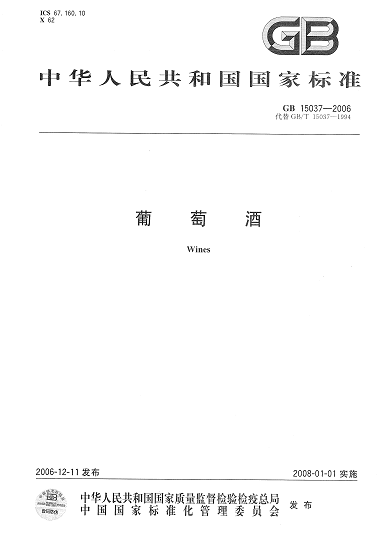 ICS 67.160.10
X 62
GB
中华人民共和国国家标准
GB 15037—2006
代替 GB/T 15037—1994
葡萄酒
Wines
2006-12-11 发布
2008-01-01 实施
中华人民共和国国家质量监督检验检疫总局
中国国家标准化管理委员会
发布